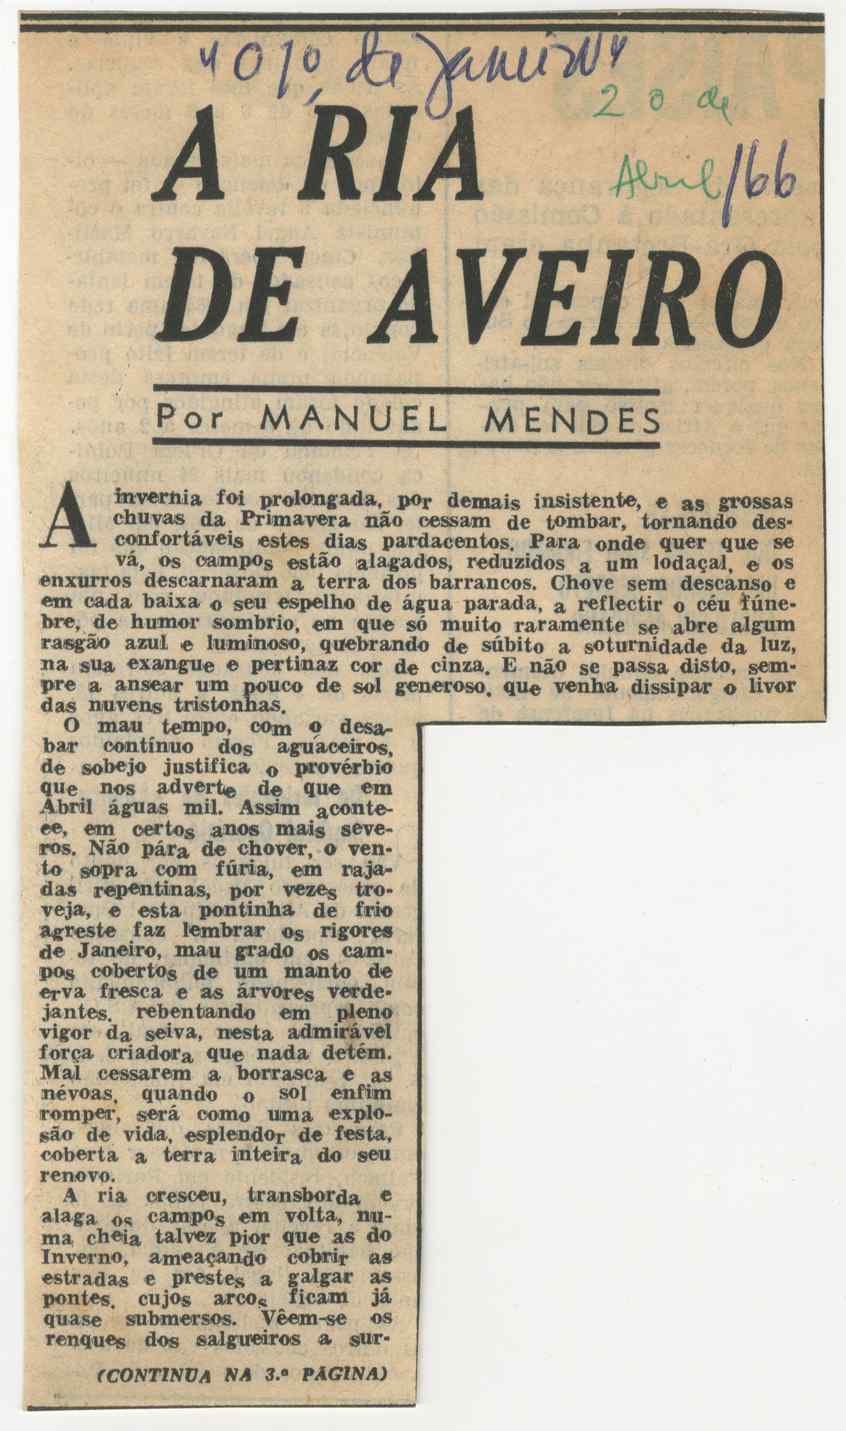 "O 1º de Janeiro"
20 de
Abril/66
A RIA
DE AVEIRO
Por MANUEL MENDES
A invernia foi prolongada, por demais insistente, e as grossas
chuvas da Primavera não cessam de tombar, tornando des-
confortáveis estes dias pardacentos. Para onde quer que se
vá, os campos estão alagados, reduzidos a um lodaçal, e os
enxurros descarnaram a terra dos barrancos. Chove sem descanso e
em cada baixa o seu espelho de água parada, a reflectir o céu fúne-
bre, de humor sombrio, em que só muito raramente se abre algum
rasgão azul e luminoso, quebrando de súbito a soturnidade da luz,
na sua exangue e pertinaz cor de cinza. E não se passa disto, sem-
pre a ansear um pouco de sol generoso, que venha dissipar o livor
das nuvens tristonhas.
O mau tempo, com o desa-
bar contínuo dos aguaceiros,
de sobejo justifica o provérbio
que nos adverte de que em
Abril águas mil. Assim aconte-
ee, em certos anos mais seve-
ros. Não pára de chover, o ven-
to sopra com fúria, em raja-
das repentinas, por vezes tro-
veja, e esta pontinha de frio
agreste faz lembrar os rigores
de Janeiro, mau grado os cam-
pos cobertos de um manto de
erva fresca e as árvores verde-
jantes, rebentando em pleno
vigor da seiva, nesta admirável
força criadora que nada detém.
Mal cessarem a borrasca e as
névoas, quando o sol enfim
romper, será como uma explo-
são de vida, esplendor de festa,
coberta a terra inteira do seu
renovo.
A ria cresceu, transborda e
alaga os campos em volta, nu-
ma cheia talvez pior que as do
Inverno, ameaçando cobrir as
estradas e prestes a galgar as
pontes, cujos arcos ficam já
quase submersos. Vêem-se os
renques dos salgueiros a sur-
(CONTINUA NA 3.ª PÁGINA)